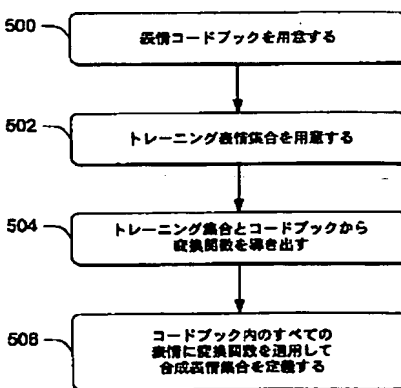 500
表情コードブックを用意する
502
トレーニング表情集合を用意する
504
トレーニング集合とコードブックから
変換関数を導き出す
506
コードブック内のすべての
表情に変換関数を適用して
合成表情集合を定義する